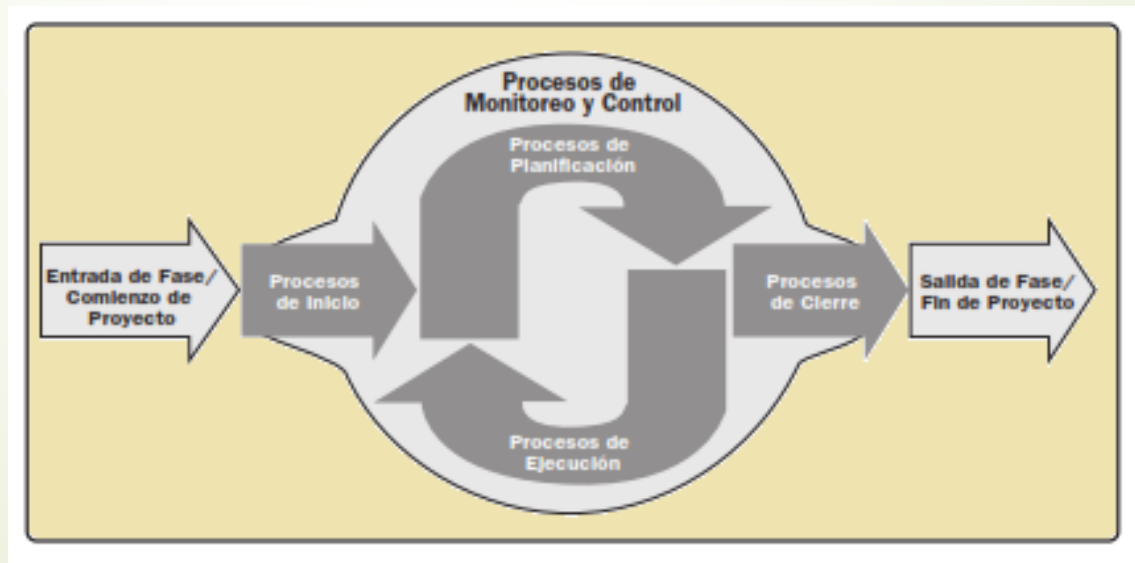 Procesos de
Monitoreo y Control
Procesos de
Planificación
Entrada de Fase/
Comienzo de
Proyecto
Procesos
de Inicio
Procesos
de Cierre
Salida de Fase/
Fin de Proyecto
Procesos de
Ejecución